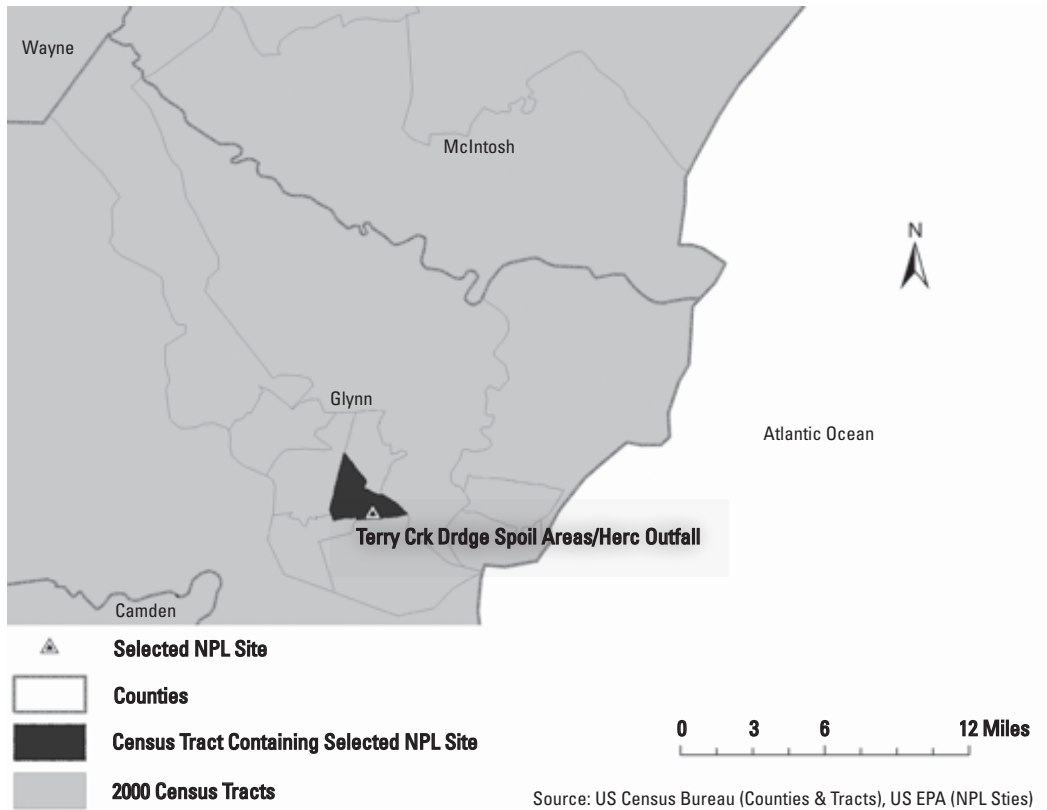 Wayne
McIntosh
N
Glynn
Atlantic Ocean
Terry Crk Drdge Spoil Areas/Herc Outfall
Camden
Selected NPL Site
Counties
Census Tract Containing Selected NPL Site
2000 Census Tracts
0 3 6 12 Miles
Source: US Census Bureau (Counties & Tracts), US EPA (NPL Sties)